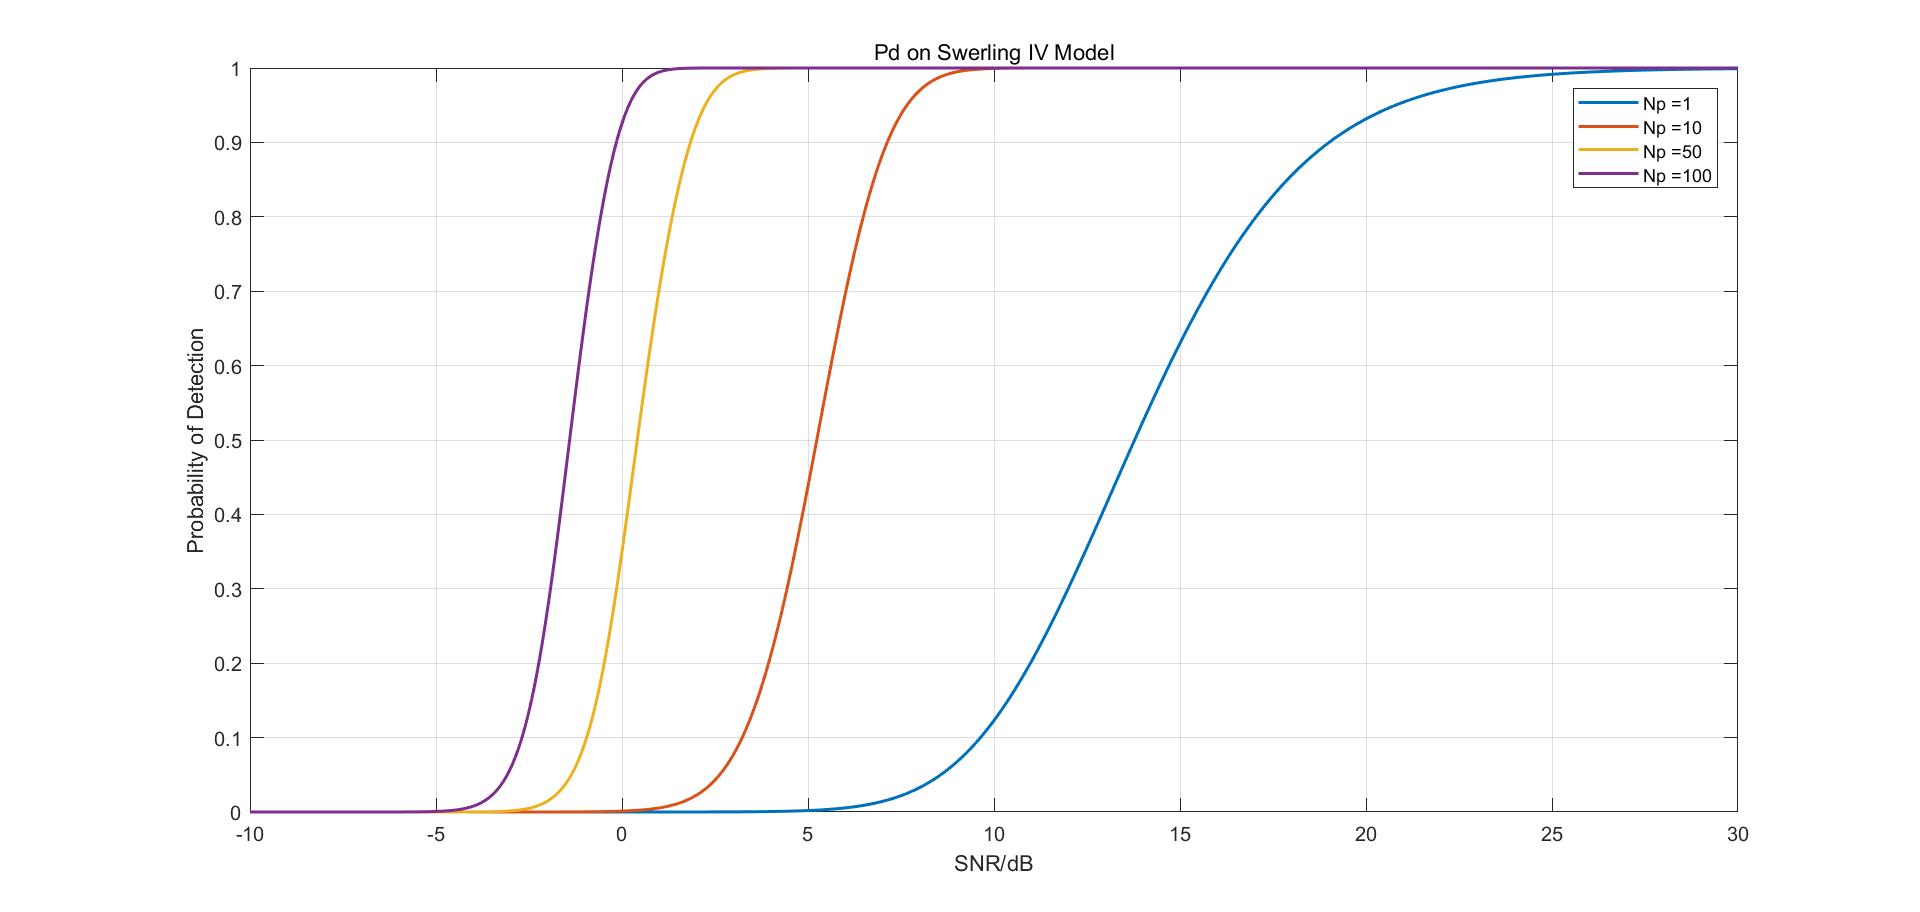 Pd on Swerling IV Model
Probability of Detection
1
0.9
0.8
0.7
0.6
0.5
0.4
0.3
0.2
0.1
0
Np =1
Np =10
Np =50
Np =100
-10 -5 0 5 10 15 20 25 30
SNR/dB